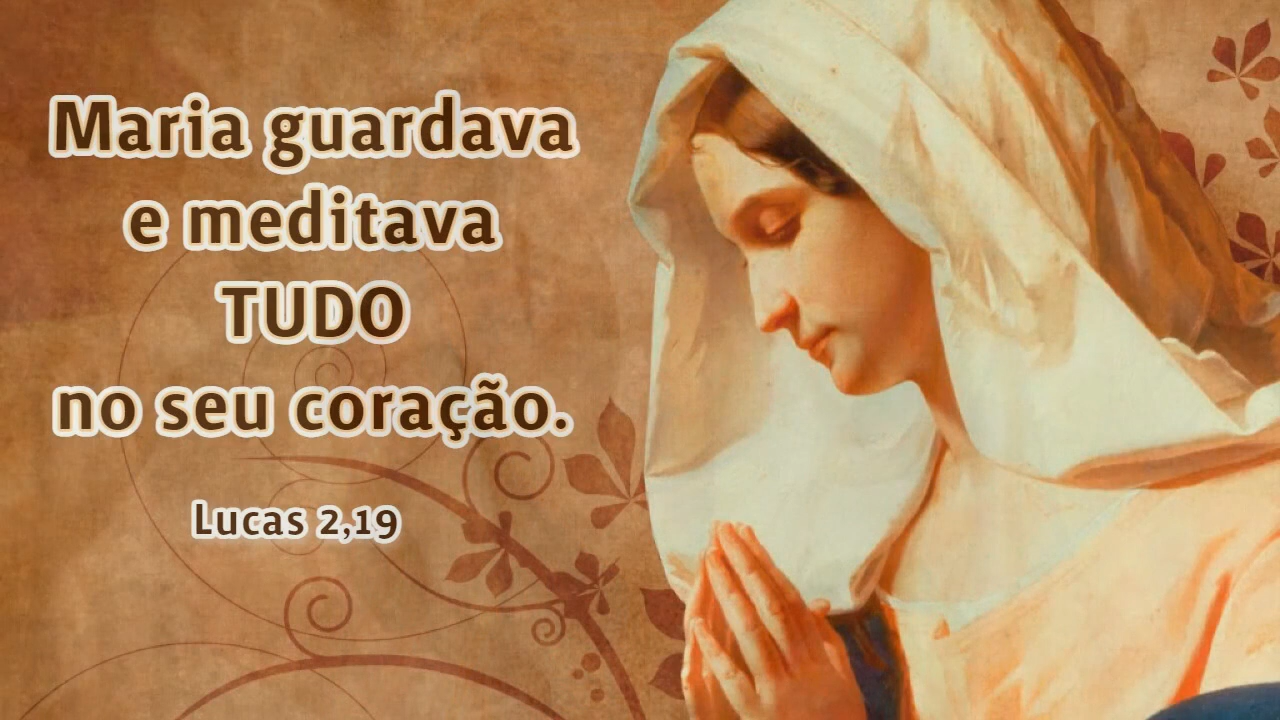 Maria guardava
e meditava
TUDO
no seu coração.
Lucas 2,19